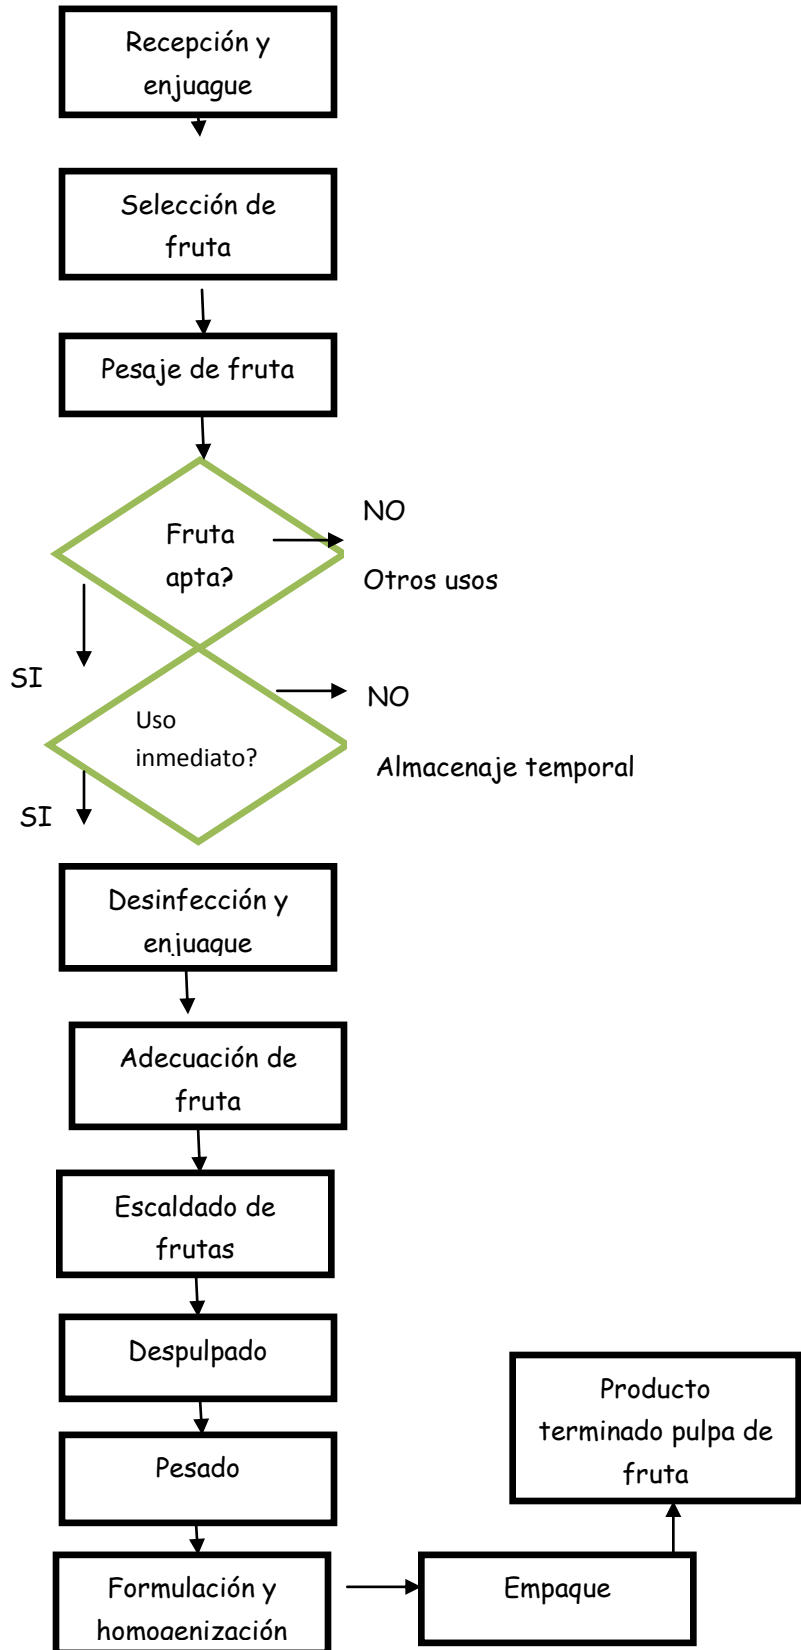 Recepción y
enjuague
Selección de
fruta
Pesaje de fruta
Fruta
apta?
NO
Otros usos
SI
Uso
inmediato?
NO
Almacenaje temporal
SI
Desinfección y
enjuague
Adecuación de
fruta
Escaldado de
frutas
Despulpado
Pesado
Formulación y
homogenización
Empaque
Producto
terminado pulpa de
fruta